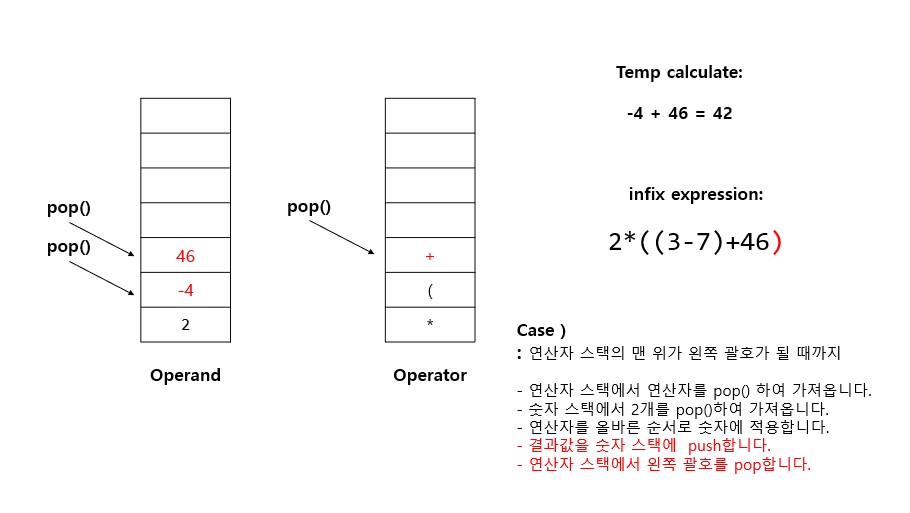 Temp calculate:
-4 + 46 = 42
infix expression:
2*((3-7)+46)
pop()
pop()
pop()
46
-4
2
+
(
*
Operand
Operator
Case )
: 연산자 스택의 맨 위가 왼쪽 괄호가 될 때까지
- 연산자 스택에서 연산자를 pop() 하여 가져옵니다.
- 숫자 스택에서 2개를 pop()하여 가져옵니다.
- 연산자를 올바른 순서로 숫자에 적용합니다.
- 결과값을 숫자 스택에 push합니다.
- 연산자 스택에서 왼쪽 괄호를 pop합니다.